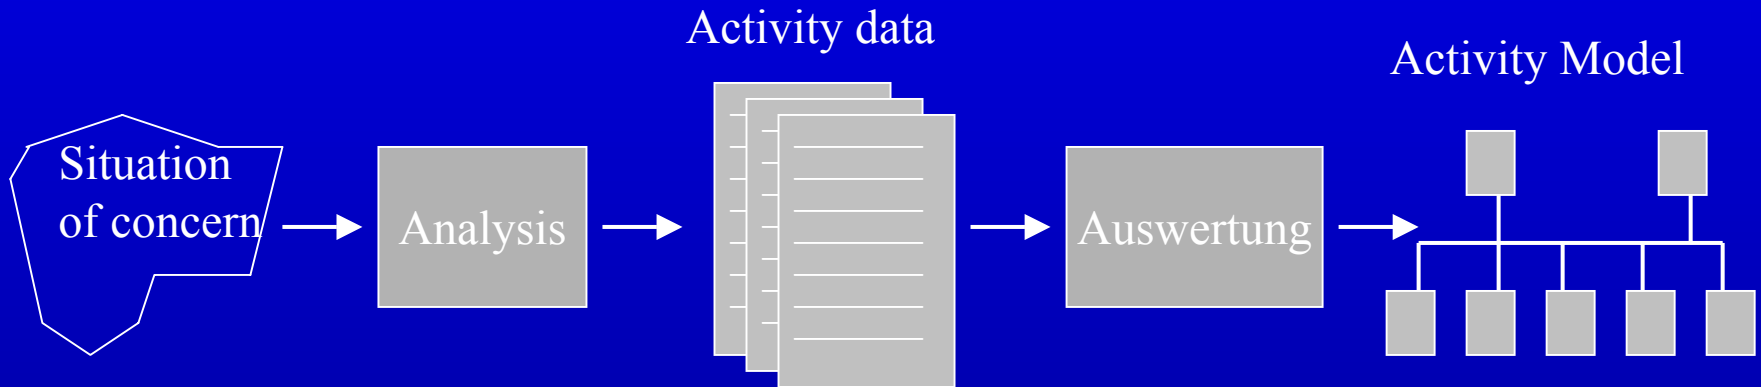 Activity data
Activity Model
Situation
of concern
Analysis
Auswertung